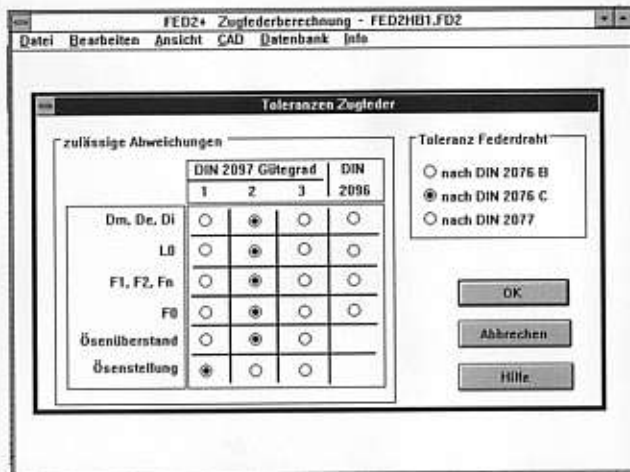 FED2+ Zugfederberechnung - FED2HB1.FD2
Datei Bearbeiten Ansicht CAD Datenbank Info
Toleranzen Zugfeder
zulässige Abweichungen
DIN 2097 Gütegrad DIN
1 2 3 2096
Dm, De, Di
L0
F1, F2, Fn
F0
Ösenüberstand
Ösenstellung
Toleranz Federdraht
nach DIN 2076 B
nach DIN 2076 C
nach DIN 2077
OK
Abbrechen
Hilfe